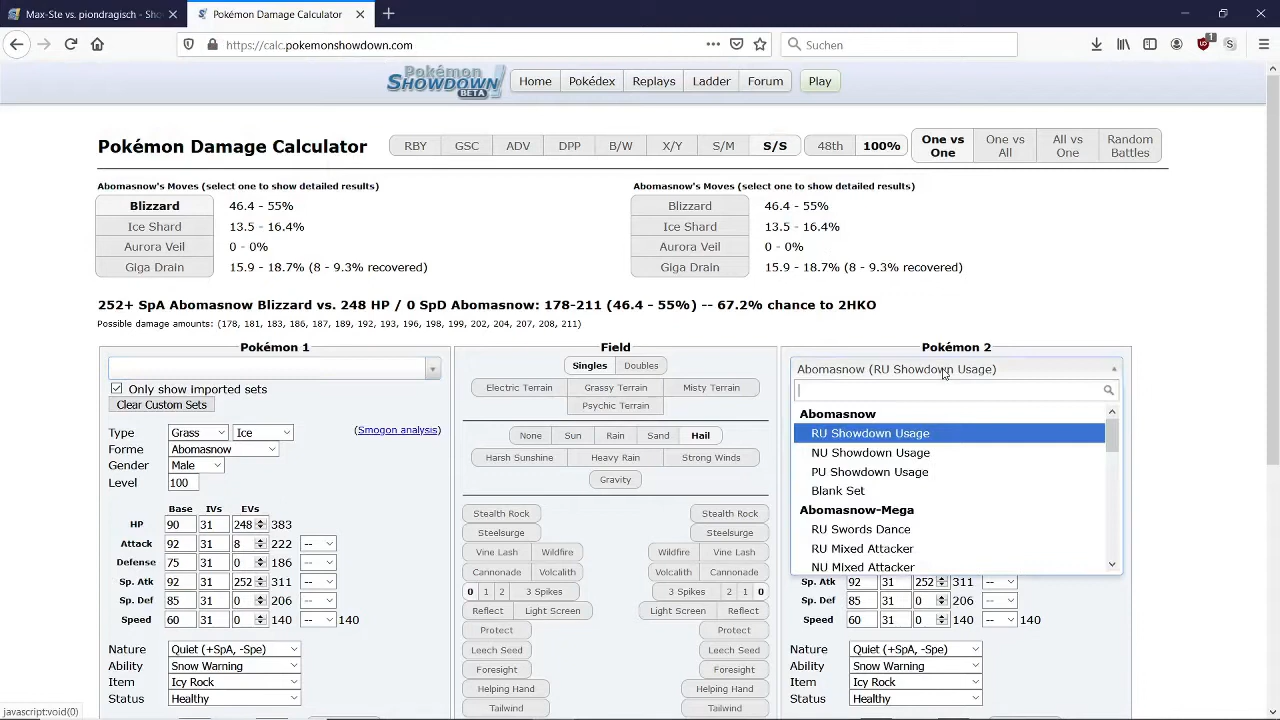 Max-Ste vs. piondragisch - Sho
Pokémon Damage Calculator
https://calc.pokemonshowdown.com
Suchen
1
S
Pokémon SHOWDOWN! BETA
Home Pokédex Replays Ladder Forum Play
Pokémon Damage Calculator RBY GSC ADV DPP B/W X/Y S/M S/S 48th 100% One vs One One vs All All vs One Random Battles
Abomasnow's Moves (select one to show detailed results) Abomasnow's Moves (select one to show detailed results)
Blizzard 46.4 - 55% Blizzard 46.4 - 55%
Ice Shard 13.5 - 16.4% Ice Shard 13.5 - 16.4%
Aurora Veil 0 - 0% Aurora Veil 0 - 0%
Giga Drain 15.9 - 18.7% (8 - 9.3% recovered) Giga Drain 15.9 - 18.7% (8 - 9.3% recovered)
252+ SpA Abomasnow Blizzard vs. 248 HP / 0 SpD Abomasnow: 178-211 (46.4 - 55%) -- 67.2% chance to 2HKO
Possible damage amounts: (178, 181, 183, 186, 187, 189, 192, 193, 196, 198, 199, 202, 204, 207, 208, 211)
Pokémon 1
Only show imported sets
Clear Custom Sets
Type Grass Ice (Smogon analysis)
Forme Abomasnow
Gender Male
Level 100
Base IVs EVs
HP 90 31 248 383
Attack 92 31 8 222 --
Defense 75 31 0 186 --
Sp. Atk 92 31 252 311 --
Sp. Def 85 31 0 206 --
Speed 60 31 0 140 -- 140
Nature Quiet (+SpA, -Spe)
Ability Snow Warning
Item Icy Rock
Status Healthy
Field
Singles Doubles
Electric Terrain Grassy Terrain Misty Terrain
Psychic Terrain
None Sun Rain Sand Hail
Harsh Sunshine Heavy Rain Strong Winds
Gravity
Stealth Rock Stealth Rock
Steelsurge Steelsurge
Vine Lash Wildfire Wildfire Vine Lash
Cannonade Volcalith Volcalith Cannonade
0 1 2 3 Spikes 3 Spikes 2 1 0
Reflect Light Screen Light Screen Reflect
Protect Protect
Leech Seed Leech Seed
Foresight Foresight
Helping Hand Helping Hand
Tailwind Tailwind
Pokémon 2
Abomasnow (RU Showdown Usage)
Abomasnow
RU Showdown Usage
NU Showdown Usage
PU Showdown Usage
Blank Set
Abomasnow-Mega
RU Swords Dance
RU Mixed Attacker
NU Mixed Attacker
Sp. Atk 92 31 252 311 --
Sp. Def 85 31 0 206 --
Speed 60 31 0 140 -- 140
Nature Quiet (+SpA, -Spe)
Ability Snow Warning
Item Icy Rock
Status Healthy
javascript:void(0)